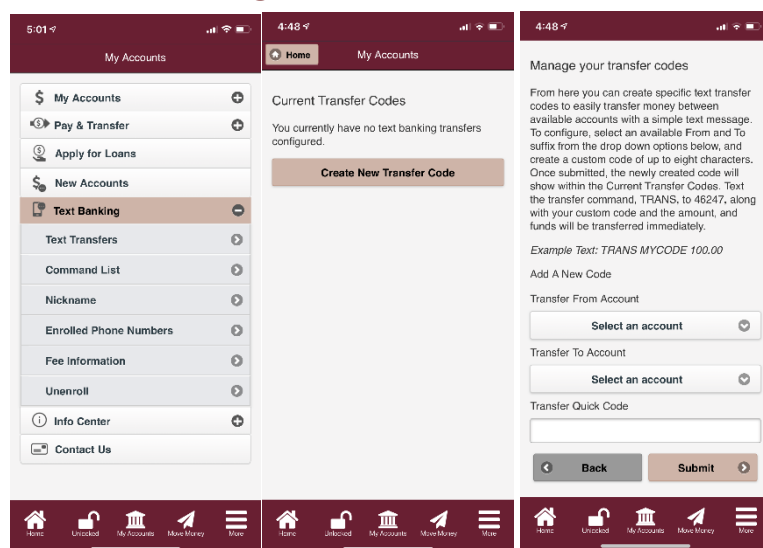 5:01
My Accounts
$ My Accounts
Pay & Transfer
Apply for Loans
New Accounts
Text Banking
Text Transfers
Command List
Nickname
Enrolled Phone Numbers
Fee Information
Unenroll
Info Center
Contact Us
Home Unlocked My Accounts Move Money More
4:48
Home My Accounts
Current Transfer Codes
You currently have no text banking transfers
configured.
Create New Transfer Code
Home Unlocked My Accounts Move Money More
4:48
Manage your transfer codes
From here you can create specific text transfer
codes to easily transfer money between
available accounts with a simple text message.
To configure, select an available From and To
suffix from the drop down options below, and
create a custom code of up to eight characters.
Once submitted, the newly created code will
show within the Current Transfer Codes. Text
the transfer command, TRANS, to 46247, along
with your custom code and the amount, and
funds will be transferred immediately.
Example Text: TRANS MYCODE 100.00
Add A New Code
Transfer From Account
Select an account
Transfer To Account
Select an account
Transfer Quick Code
Back Submit
Home Unlocked My Accounts Move Money More